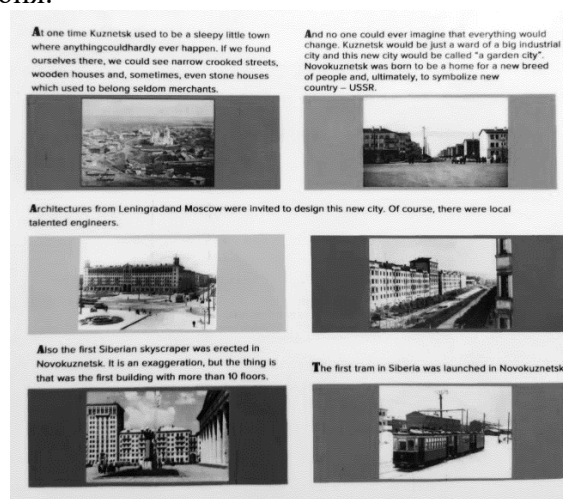 At one time Kuznetsk used to be a sleepy little town
where anythingcouldhardly ever happen. If we found
ourselves there, we could see narrow crooked streets,
wooden houses and, sometimes, even stone houses
which used to belong seldom merchants.
And no one could ever imagine that everything would
change. Kuznetsk would be just a ward of a big industrial
city and this new city would be called "a garden city".
Novokuznetsk was born to be a home for a new breed
of people and, ultimately, to symbolize new
country – USSR.
Architectures from Leningradand Moscow were invited to design this new city. Of course, there were local
talented engineers.
Also the first Siberian skyscraper was erected in
Novokuznetsk. It is an exaggeration, but the thing is
that was the first building with more than 10 floors.
The first tram in Siberia was launched in Novokuznetsk